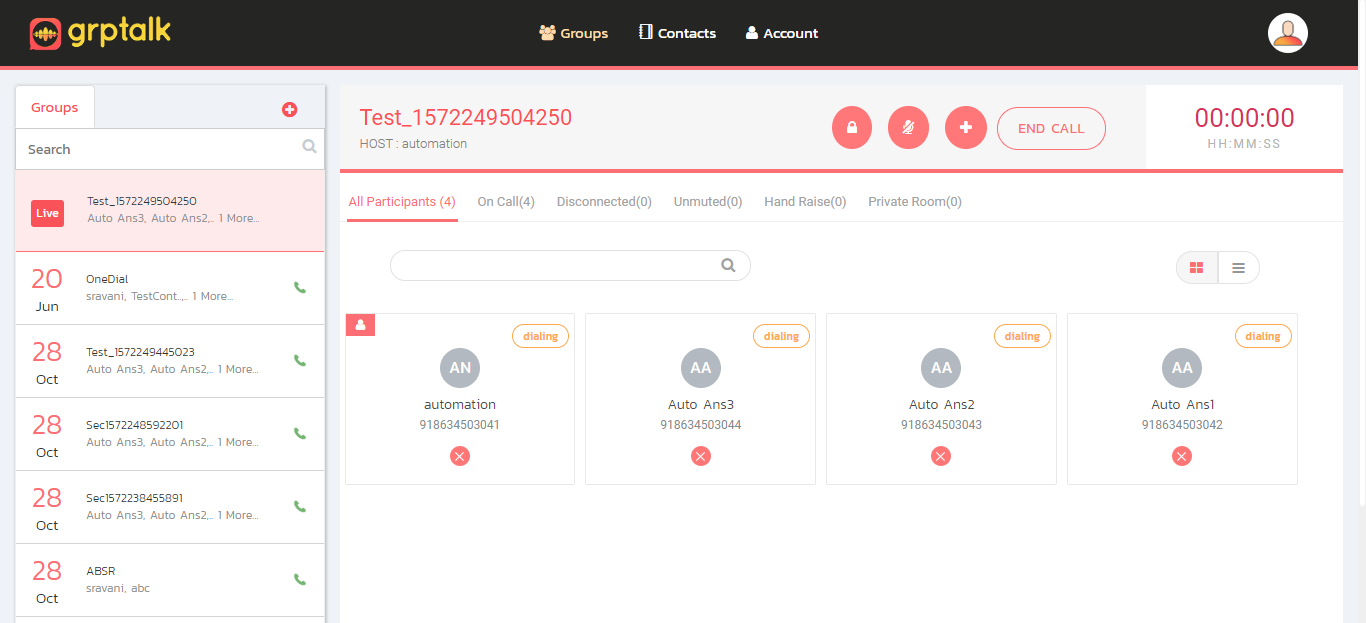 grptalk
Groups Contacts Account
Groups
Search
Live
Test_1572249504250
Auto Ans3, Auto Ans2,.. 1 More...
20
Jun
OneDial
sravani, TestCont..,.. 1 More...
28
Oct
Test_1572249445023
Auto Ans3, Auto Ans2,.. 1 More...
28
Oct
Sec1572248592201
Auto Ans3, Auto Ans2,.. 1 More...
28
Oct
Sec1572238455891
Auto Ans3, Auto Ans2,.. 1 More...
28
Oct
ABSR
sravani, abc
Test_1572249504250
HOST : automation
END CALL
00:00:00
HH:MM:SS
All Participants (4) On Call(4) Disconnected(0) Unmuted(0) Hand Raise(0) Private Room(0)
dialing
AN
automation
918634503041
dialing
AA
Auto Ans3
918634503044
dialing
AA
Auto Ans2
918634503043
dialing
AA
Auto Ans1
918634503042